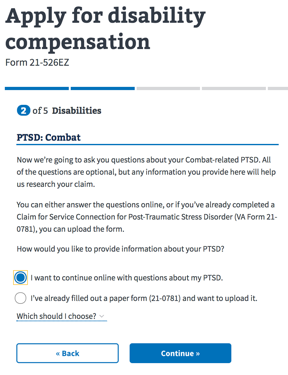 Apply for disability
compensation
Form 21-526EZ
2 of 5 Disabilities
PTSD: Combat
Now we're going to ask you questions about your Combat-related PTSD. All
of the questions are optional, but any information you provide here will help
us research your claim.
You can either answer the questions online, or if you've already completed a
Claim for Service Connection for Post-Traumatic Stress Disorder (VA Form 21-
0781), you can upload the form.
How would you like to provide information about your PTSD?
I want to continue online with questions about my PTSD.
I've already filled out a paper form (21-0781) and want to upload it.
Which should I choose?
« Back
Continue »